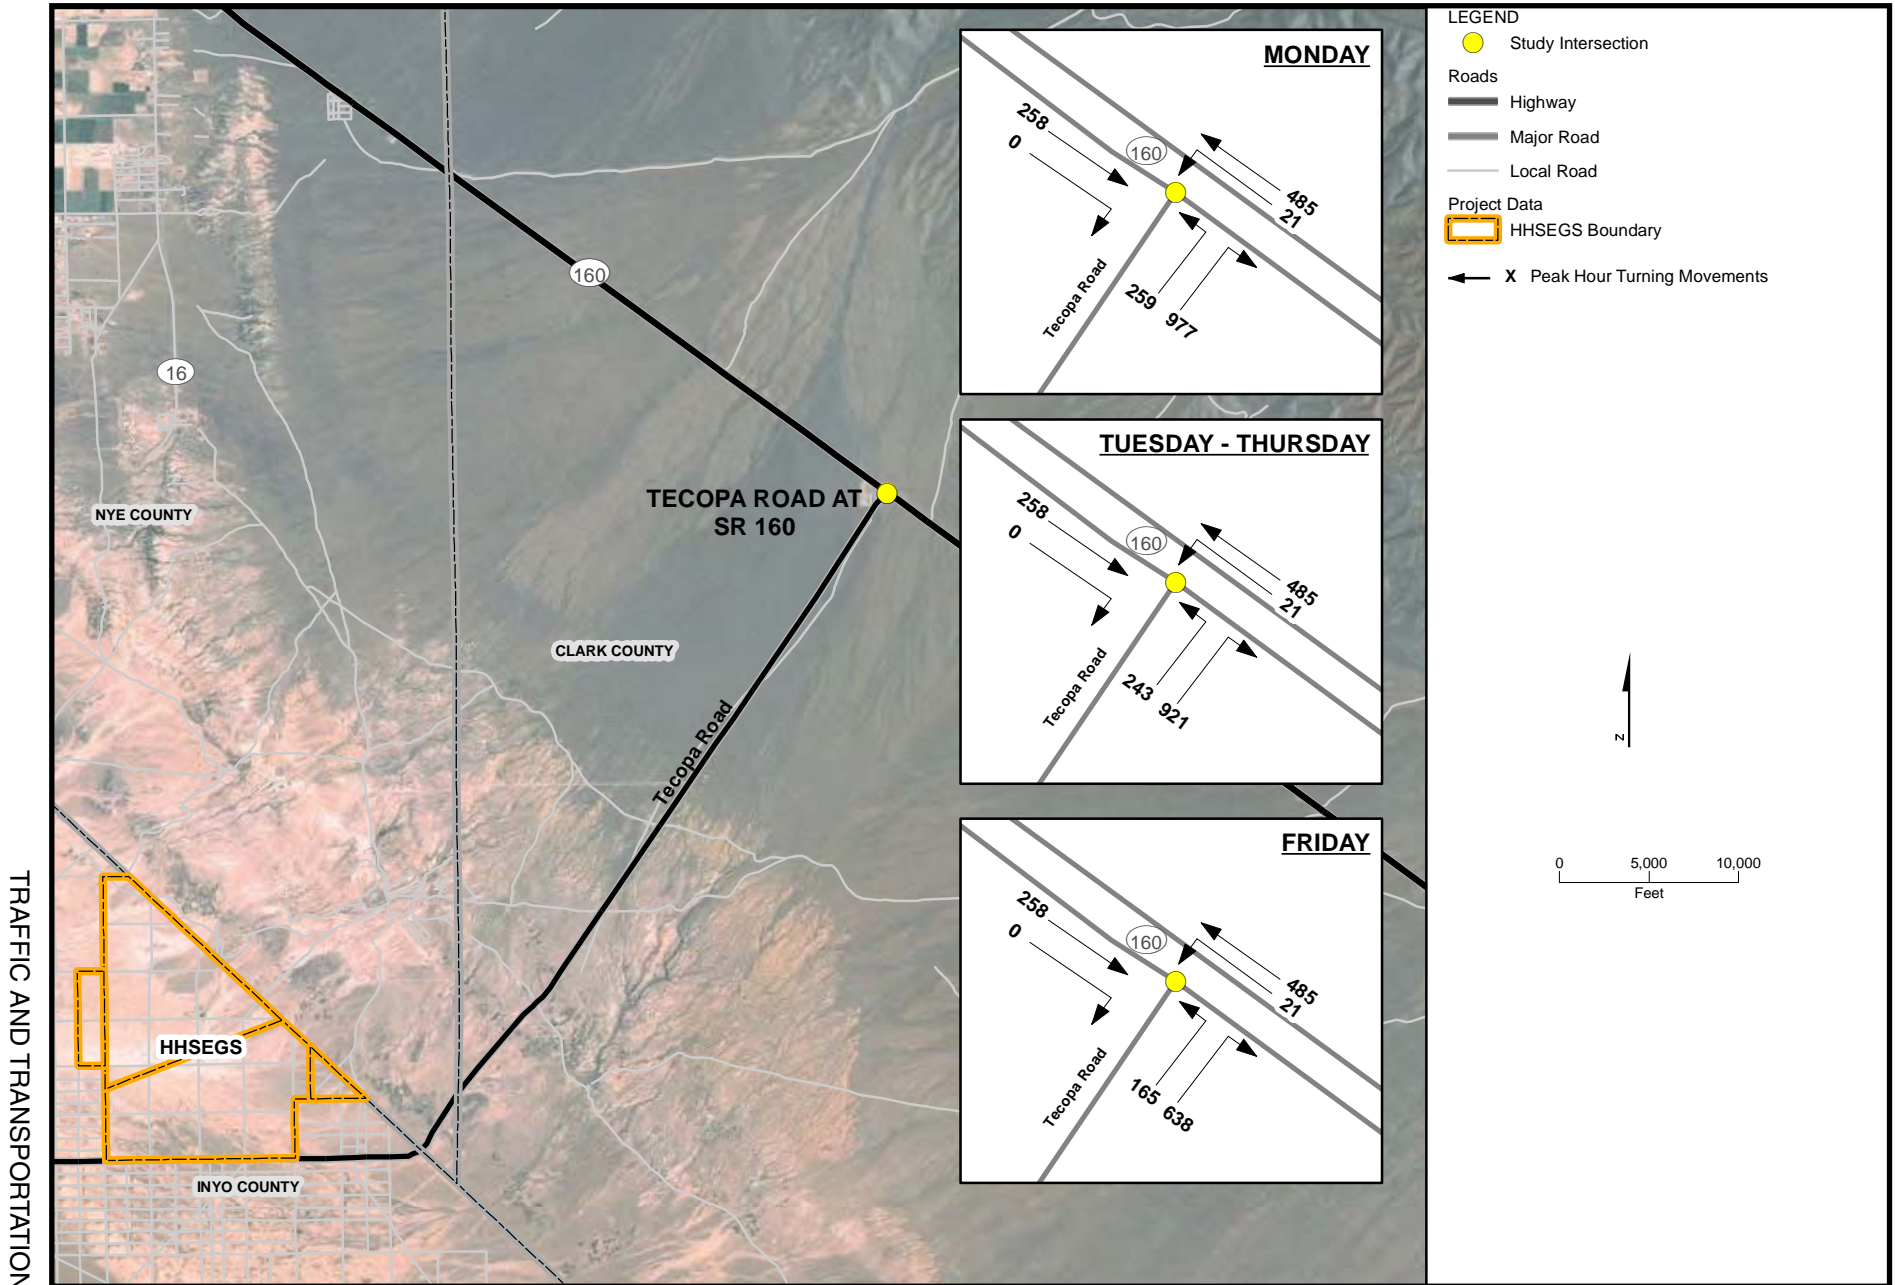 TRAFFIC AND TRANSPORTATION
160
16
NYE COUNTY
TECOPA ROAD AT
SR 160
CLARK COUNTY
Tecopa Road
HHSEGS
INYO COUNTY
MONDAY
258
0
160
485
21
Tecopa Road
259
977
TUESDAY - THURSDAY
258
0
160
485
21
Tecopa Road
243
921
FRIDAY
258
0
160
485
21
Tecopa Road
165
638
LEGEND
Study Intersection
Roads
Highway
Major Road
Local Road
Project Data
HHSEGS Boundary
X Peak Hour Turning Movements
N
0 5,000 10,000
Feet